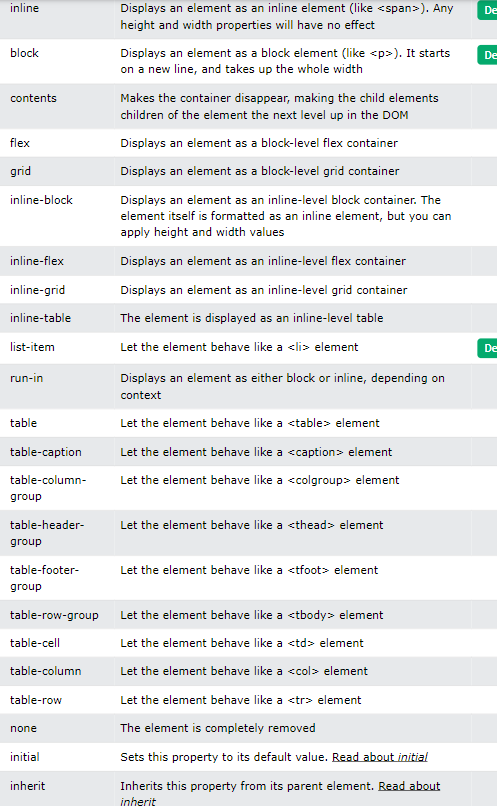 inline
Displays an element as an inline element (like <span>). Any
height and width properties will have no effect
De
block
Displays an element as a block element (like <p>). It starts
on a new line, and takes up the whole width
De
contents
Makes the container disappear, making the child elements
children of the element the next level up in the DOM
flex
Displays an element as a block-level flex container
grid
Displays an element as a block-level grid container
inline-block
Displays an element as an inline-level block container. The
element itself is formatted as an inline element, but you can
apply height and width values
inline-flex
Displays an element as an inline-level flex container
inline-grid
Displays an element as an inline-level grid container
inline-table
The element is displayed as an inline-level table
list-item
Let the element behave like a <li> element
De
run-in
Displays an element as either block or inline, depending on
context
table
Let the element behave like a <table> element
table-caption
Let the element behave like a <caption> element
table-column-
group
Let the element behave like a <colgroup> element
table-header-
group
Let the element behave like a <thead> element
table-footer-
group
Let the element behave like a <tfoot> element
table-row-group
Let the element behave like a <tbody> element
table-cell
Let the element behave like a <td> element
table-column
Let the element behave like a <col> element
table-row
Let the element behave like a <tr> element
none
The element is completely removed
initial
Sets this property to its default value. Read about initial
inherit
Inherits this property from its parent element. Read about
inherit